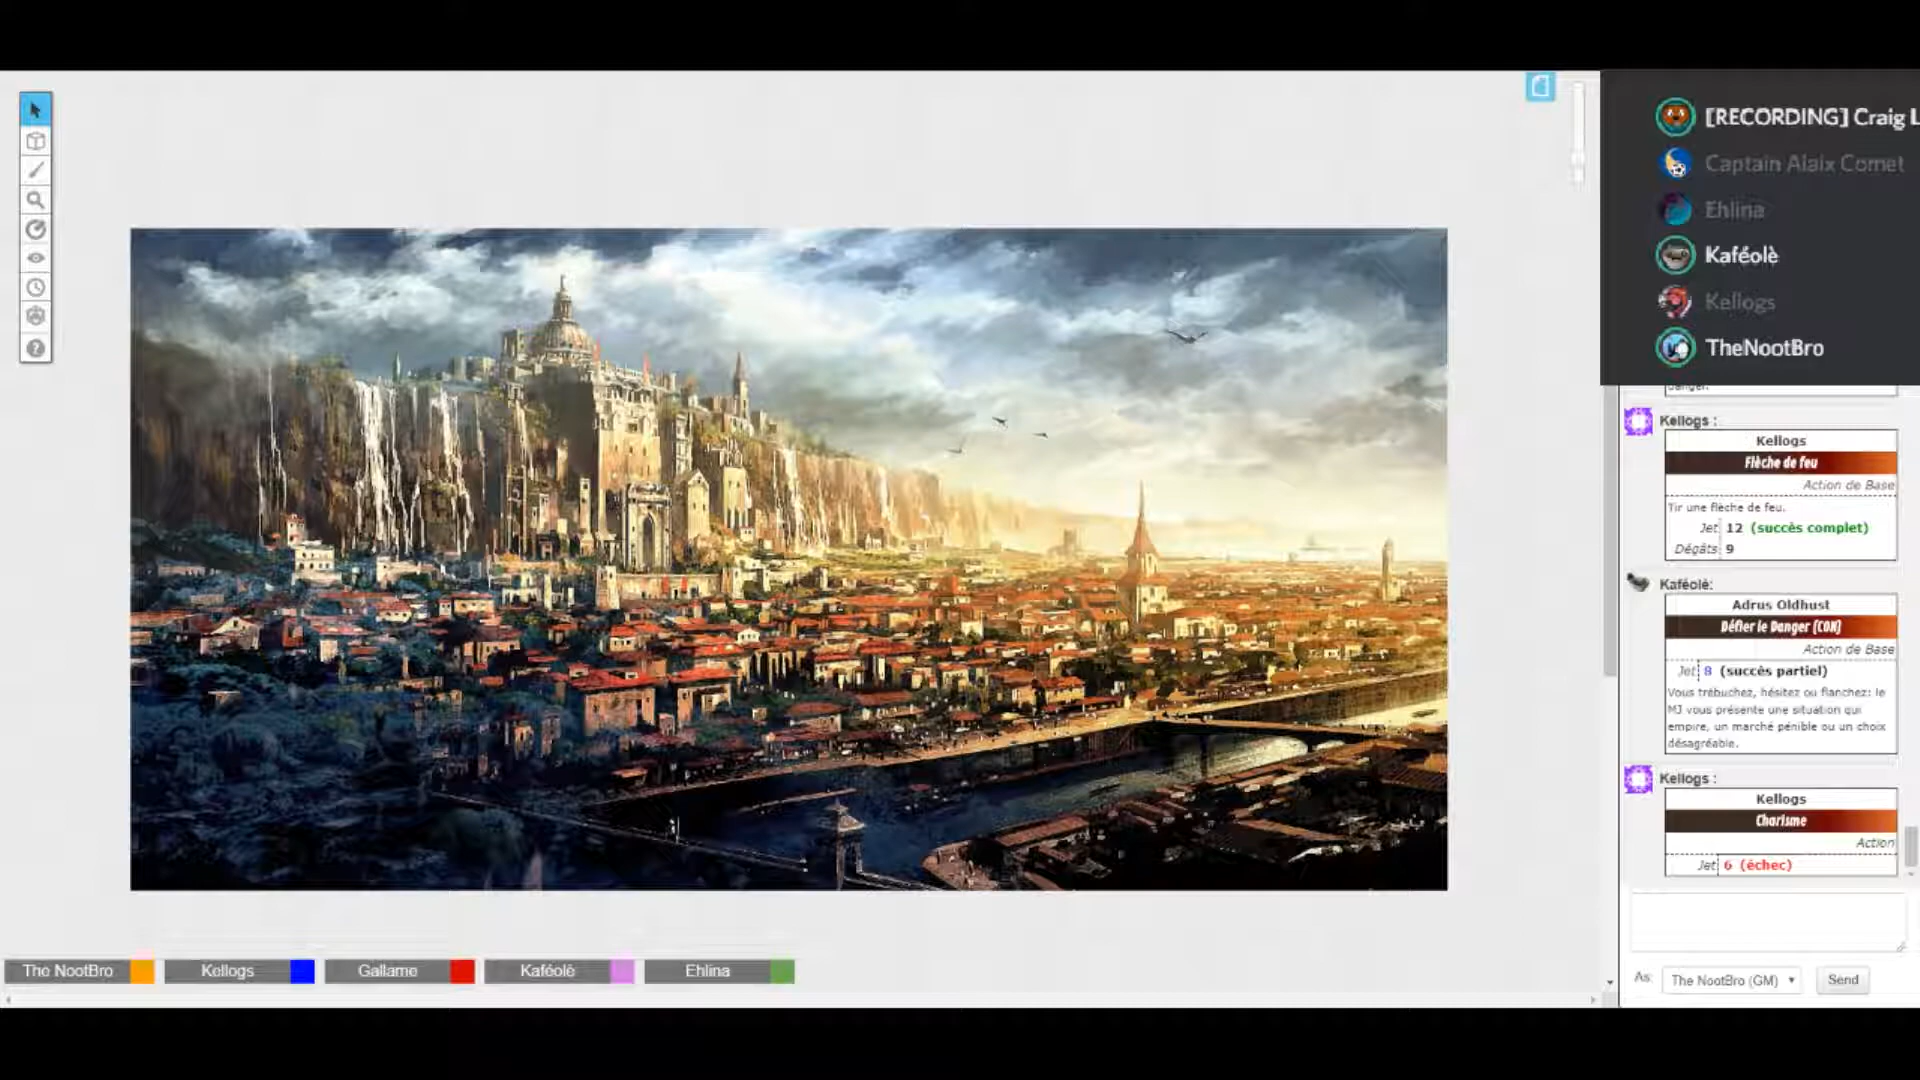 [RECORDING] Craig L
Captain Alaix Comet
Ehlina
Kaféolè
Kellogs
TheNootBro
danger.
Kellogs :
Kellogs
Flèche de feu
Action de Base
Tir une flèche de feu.
Jet 12 (succès complet)
Dégâts 9
Kaféolè:
Adrus Oldhust
Défier le Danger (CON)
Action de Base
Jet 8 (succès partiel)
Vous trébuchez, hésitez ou flanchez: le
MJ vous présente une situation qui
empire, un marché pénible ou un choix
désagréable.
Kellogs :
Kellogs
Charisme
Action
Jet 6 (échec)
The NootBro
Kellogs
Gallame
Kaféolè
Ehlina
As:
The NootBro (GM)
Send